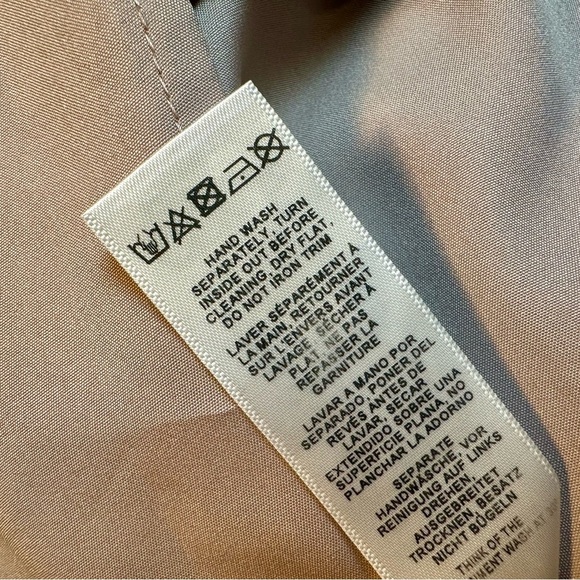 HAND WASH
SEPARATELY, TURN
INSIDE OUT BEFORE
CLEANING, DRY FLAT,
DO NOT IRON TRIM
LAVER SÉPARÉMENT À
LA MAIN, RETOURNER
SUR L'ENVERS AVANT
LAVAGE, SÉCHER À
PLAT, NE PAS
REPASSER LA
GARNITURE
LAVAR A MANO POR
SEPARADO, PONER DEL
REVÉS ANTES DE
LAVAR, SECAR
EXTENDIDO SOBRE UNA
SUPERFICIE PLANA, NO
PLANCHAR LA ADORNO
SEPARATE
HANDWÄSCHE, VOR
REINIGUNG AUF LINKS
DREHEN,
AUSGEBREITET
TROCKNEN, BESATZ
NICHT BÜGELN
THINK OF THE
WASH AT